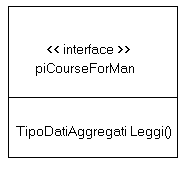 << interface >>
piCourseForMan
TipoDatiAggregati Leggi()